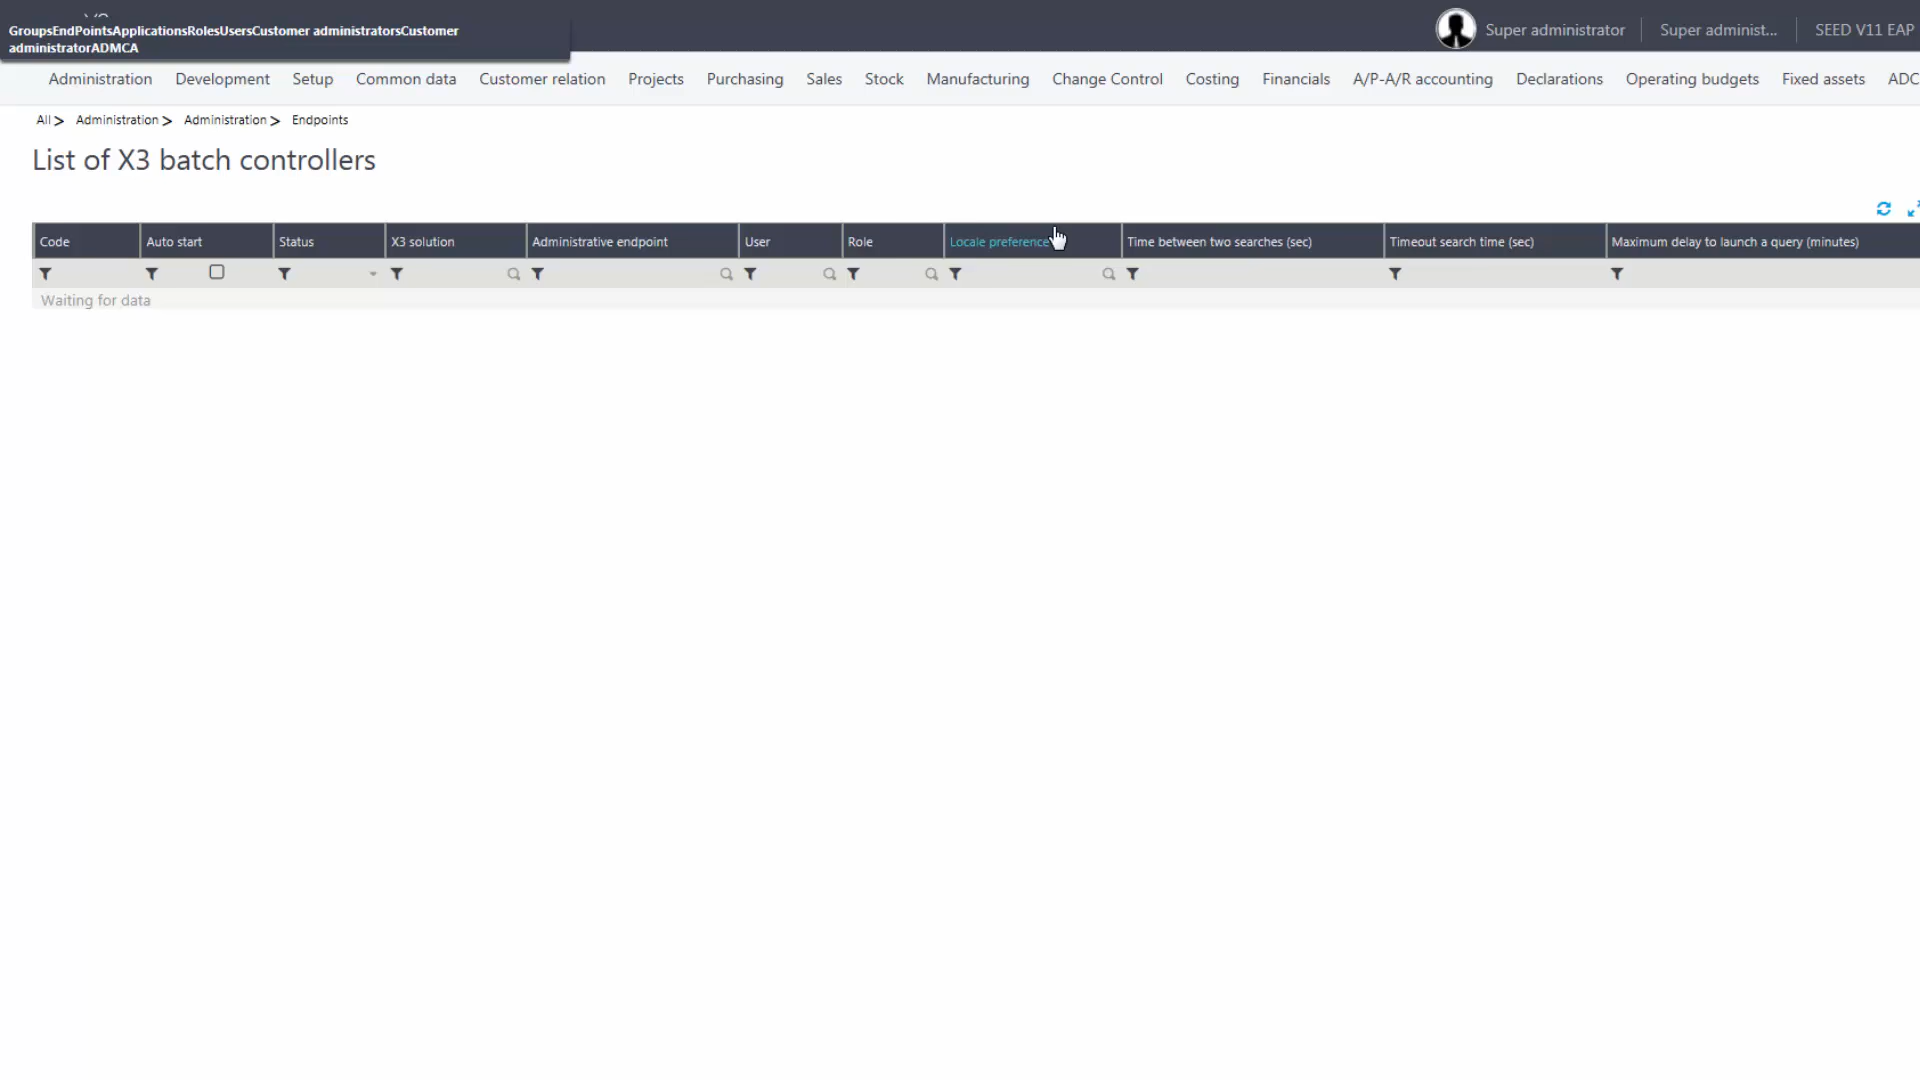 GroupsEndPointsApplicationsRolesUsersCustomer administratorsCustomer
administratorADMCA
Super administrator Super administ... SEED V11 EAP
Administration Development Setup Common data Customer relation Projects Purchasing Sales Stock Manufacturing Change Control Costing Financials A/P-A/R accounting Declarations Operating budgets Fixed assets ADC
All > Administration > Administration > Endpoints
List of X3 batch controllers
Code Auto start Status X3 solution Administrative endpoint User Role Locale preference Time between two searches (sec) Timeout search time (sec) Maximum delay to launch a query (minutes)
Waiting for data